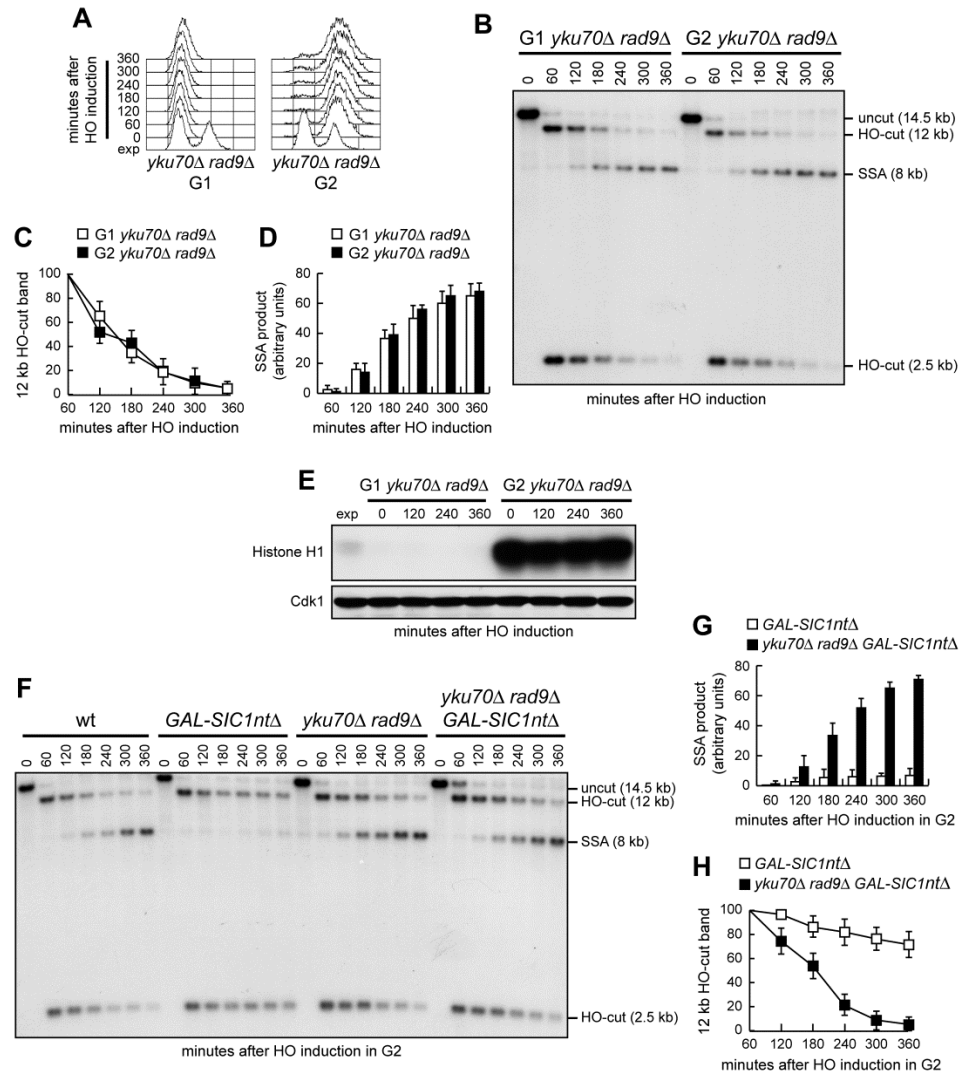 A
minutes after
HO induction
360
300
240
180
120
60
0
exp
yku70Δ rad9Δ
G1
yku70Δ rad9Δ
G2
B
G1 yku70Δ rad9Δ
G2 yku70Δ rad9Δ
0 60 120 180 240 300 360
0 60 120 180 240 300 360
uncut (14.5 kb)
HO-cut (12 kb)
SSA (8 kb)
HO-cut (2.5 kb)
minutes after HO induction
C
G1 yku70Δ rad9Δ
G2 yku70Δ rad9Δ
12 kb HO-cut band
100
80
60
40
20
0
60 120 180 240 300 360
minutes after HO induction
D
G1 yku70Δ rad9Δ
G2 yku70Δ rad9Δ
SSA product
(arbitrary units)
80
60
40
20
0
60 120 180 240 300 360
minutes after HO induction
E
G1 yku70Δ rad9Δ
G2 yku70Δ rad9Δ
exp 0 120 240 360 0 120 240 360
Histone H1
Cdk1
minutes after HO induction
F
wt
GAL-SIC1ntΔ
yku70Δ rad9Δ
yku70Δ rad9Δ
GAL-SIC1ntΔ
0 60 120 180 240 300 360
0 60 120 180 240 300 360
0 60 120 180 240 300 360
0 60 120 180 240 300 360
uncut (14.5 kb)
HO-cut (12 kb)
SSA (8 kb)
HO-cut (2.5 kb)
minutes after HO induction in G2
G
GAL-SIC1ntΔ
yku70Δ rad9Δ GAL-SIC1ntΔ
SSA product
(arbitrary units)
80
60
40
20
0
60 120 180 240 300 360
minutes after HO induction in G2
H
GAL-SIC1ntΔ
yku70Δ rad9Δ GAL-SIC1ntΔ
12 kb HO-cut band
100
80
60
40
20
0
60 120 180 240 300 360
minutes after HO induction in G2